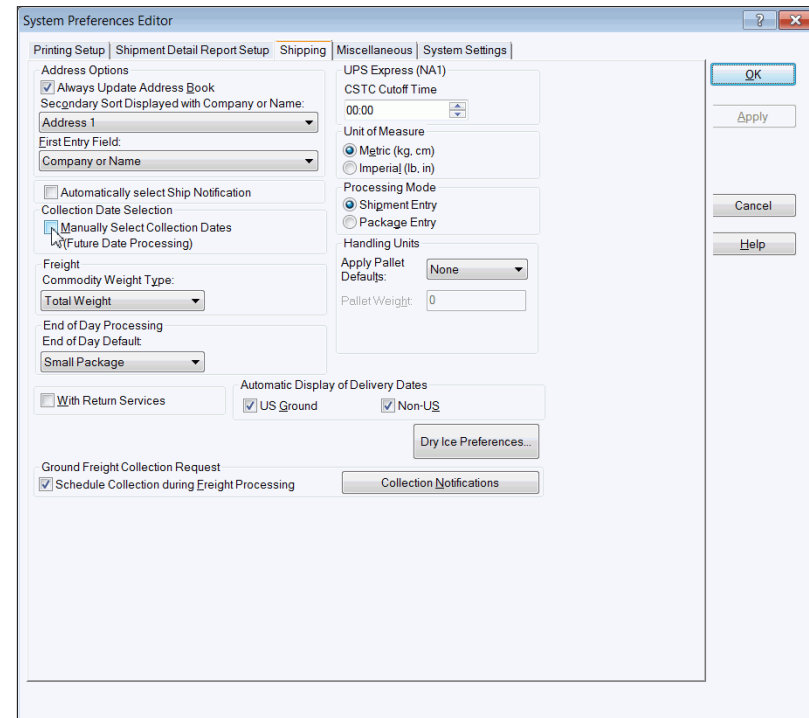 System Preferences Editor
Printing Setup Shipment Detail Report Setup Shipping Miscellaneous System Settings
Address Options
Always Update Address Book
Secondary Sort Displayed with Company or Name:
Address 1
First Entry Field:
Company or Name
Automatically select Ship Notification
Collection Date Selection
Manually Select Collection Dates
(Future Date Processing)
Freight
Commodity Weight Type:
Total Weight
End of Day Processing
End of Day Default:
Small Package
With Return Services
UPS Express (NA1)
CSTC Cutoff Time
00:00
Unit of Measure
Metric (kg, cm)
Imperial (lb, in)
Processing Mode
Shipment Entry
Package Entry
Handling Units
Apply Pallet
Defaults:
None
Pallet Weight: 0
Automatic Display of Delivery Dates
US Ground Non-US
Dry Ice Preferences...
Ground Freight Collection Request
Schedule Collection during Freight Processing
Collection Notifications
OK
Apply
Cancel
Help